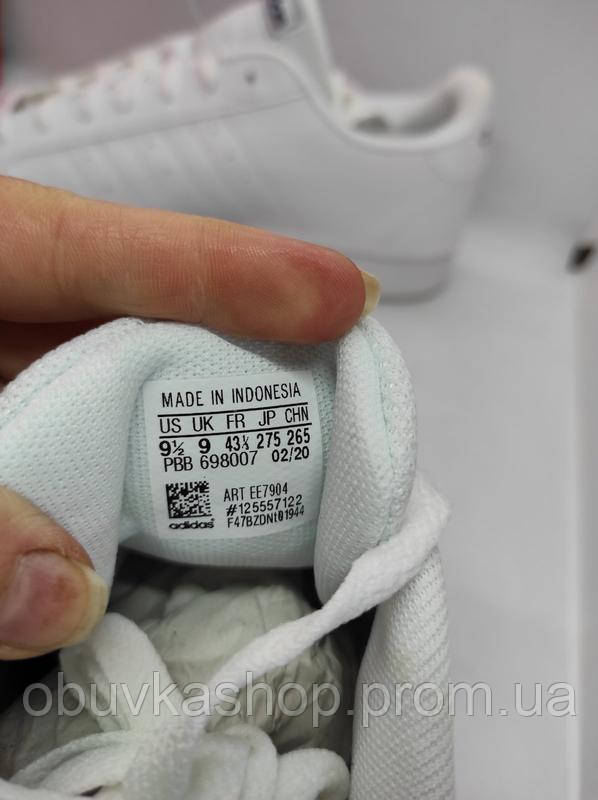 MADE IN INDONESIA
US UK FR JP CHN
9½ 9 43⅓ 275 265
PBB 698007 02/20
ART EE7904
#125557122
F47BZDNt01944
adidas
obuvkashop.prom.ua